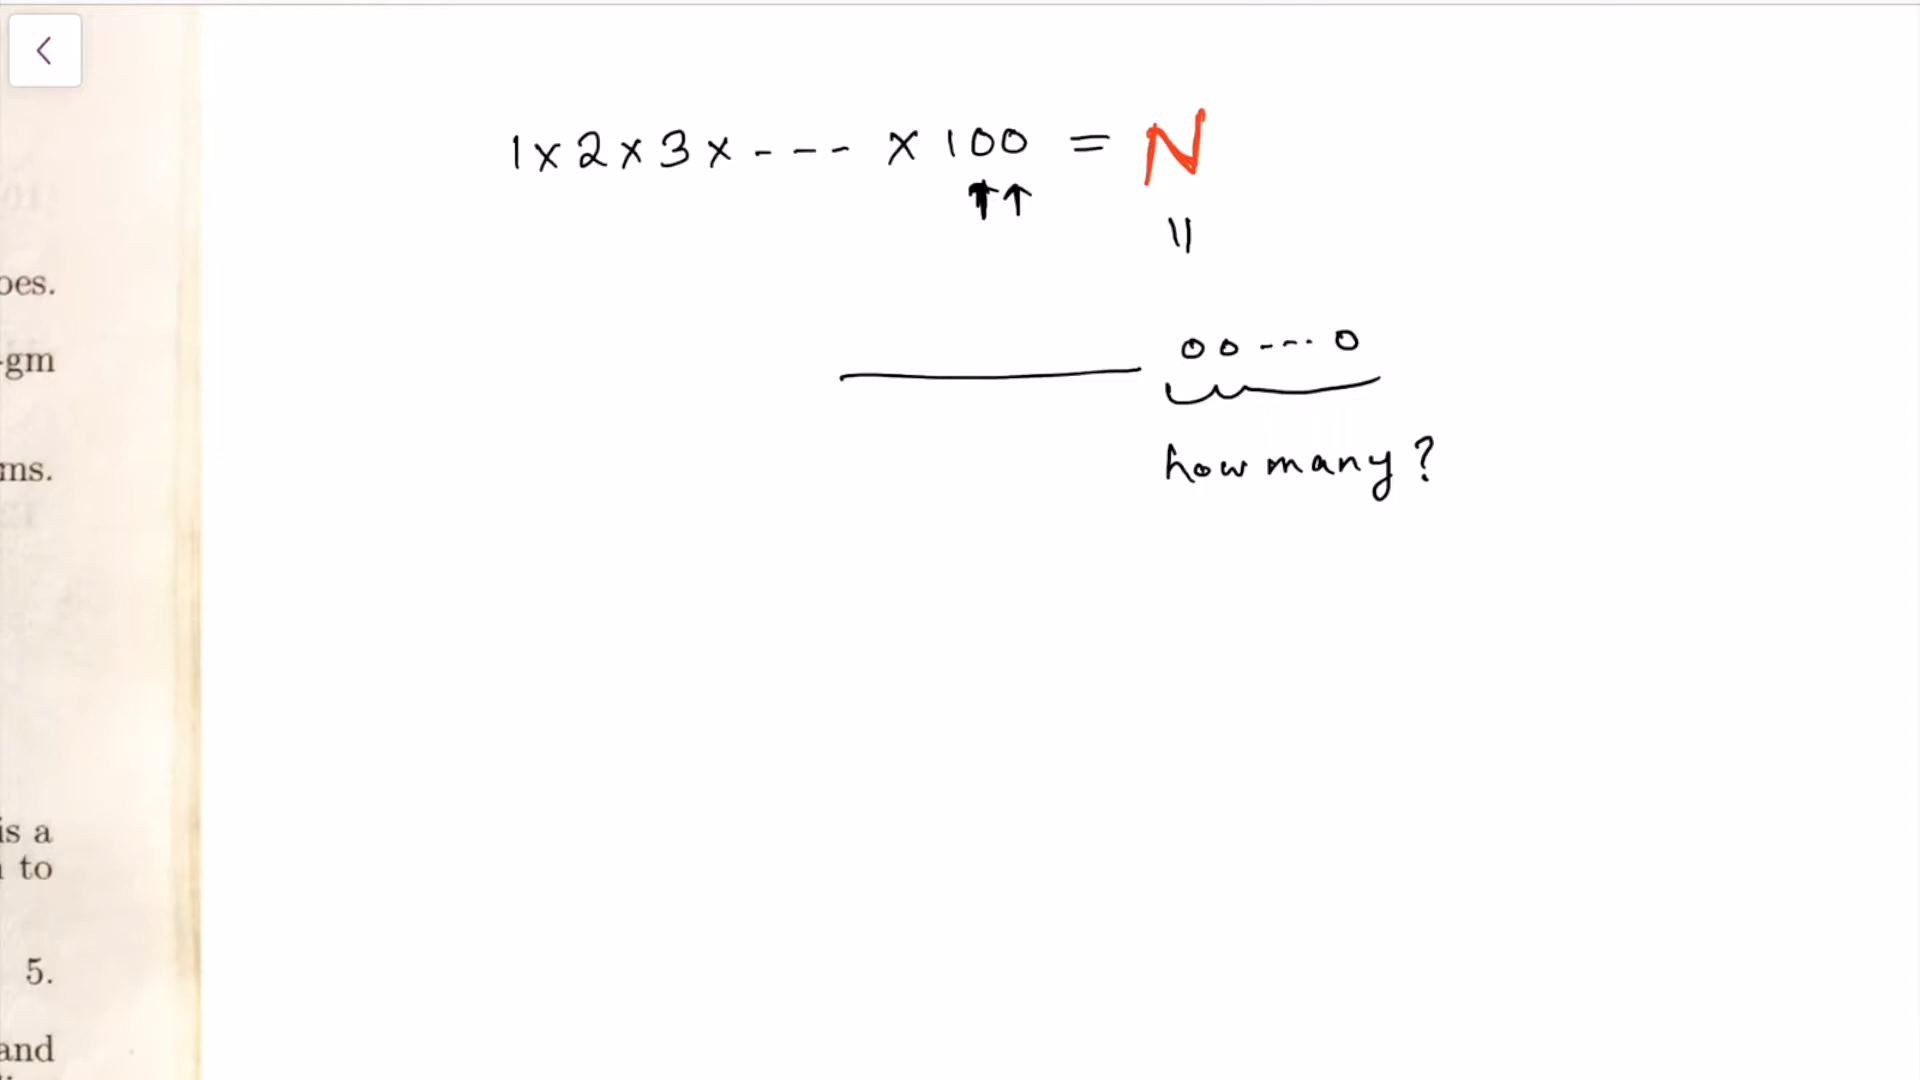 1 x 2 x 3 x - - - - x 100 = N
↑↑
||
00----0
how many?
oes.
-gm
ms.
is a
to
5.
and